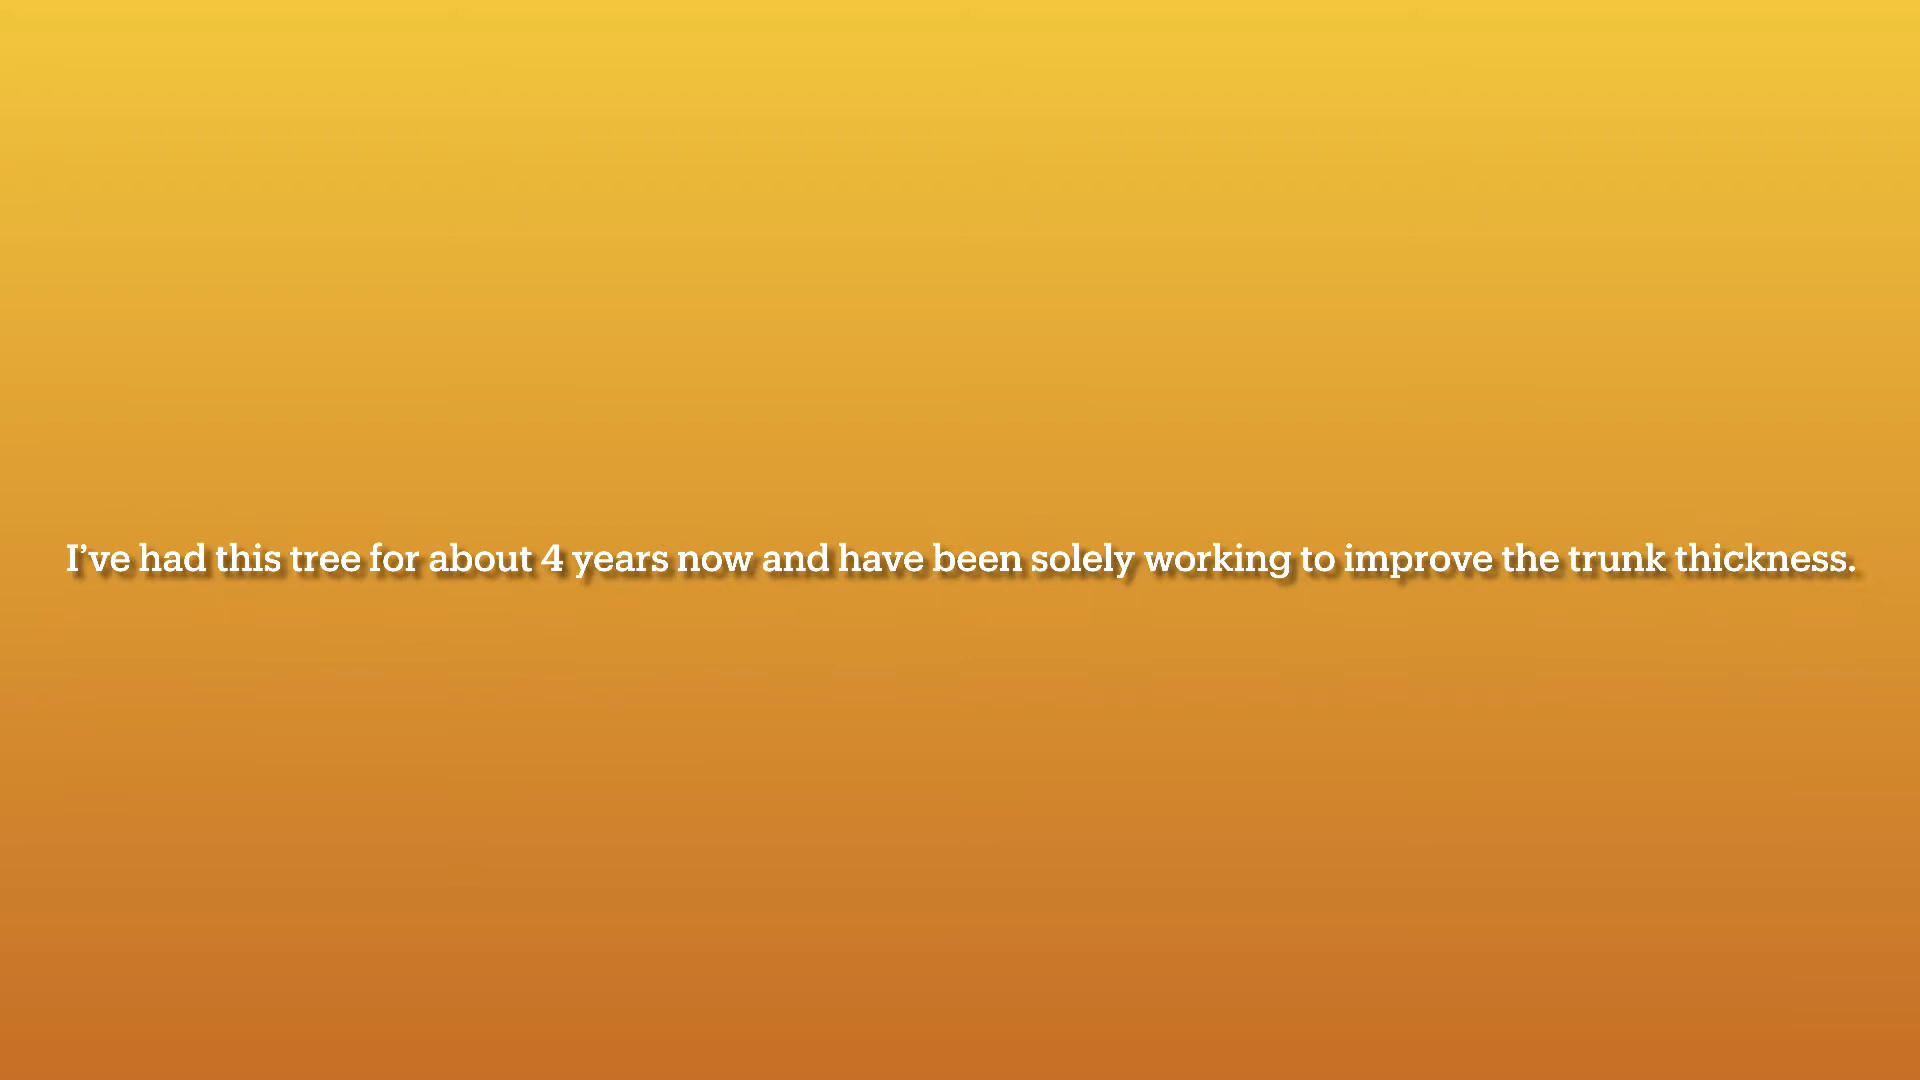 I’ve had this tree for about 4 years now and have been solely working to improve the trunk thickness.